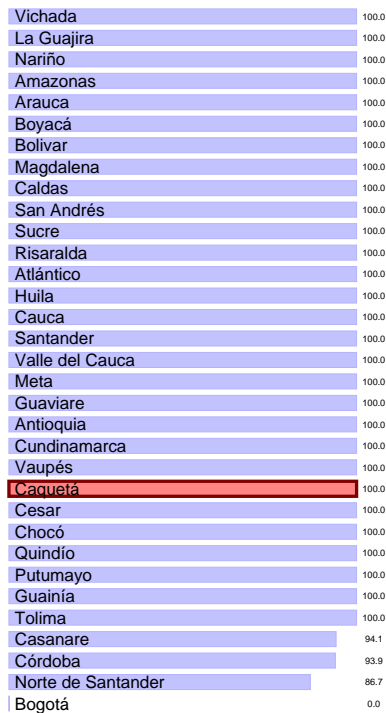 Vichada 100.0
La Guajira 100.0
Nariño 100.0
Amazonas 100.0
Arauca 100.0
Boyacá 100.0
Bolivar 100.0
Magdalena 100.0
Caldas 100.0
San Andrés 100.0
Sucre 100.0
Risaralda 100.0
Atlántico 100.0
Huila 100.0
Cauca 100.0
Santander 100.0
Valle del Cauca 100.0
Meta 100.0
Guaviare 100.0
Antioquia 100.0
Cundinamarca 100.0
Vaupés 100.0
Caquetá 100.0
Cesar 100.0
Chocó 100.0
Quindío 100.0
Putumayo 100.0
Guainía 100.0
Tolima 100.0
Casanare 94.1
Córdoba 93.9
Norte de Santander 86.7
Bogotá 0.0